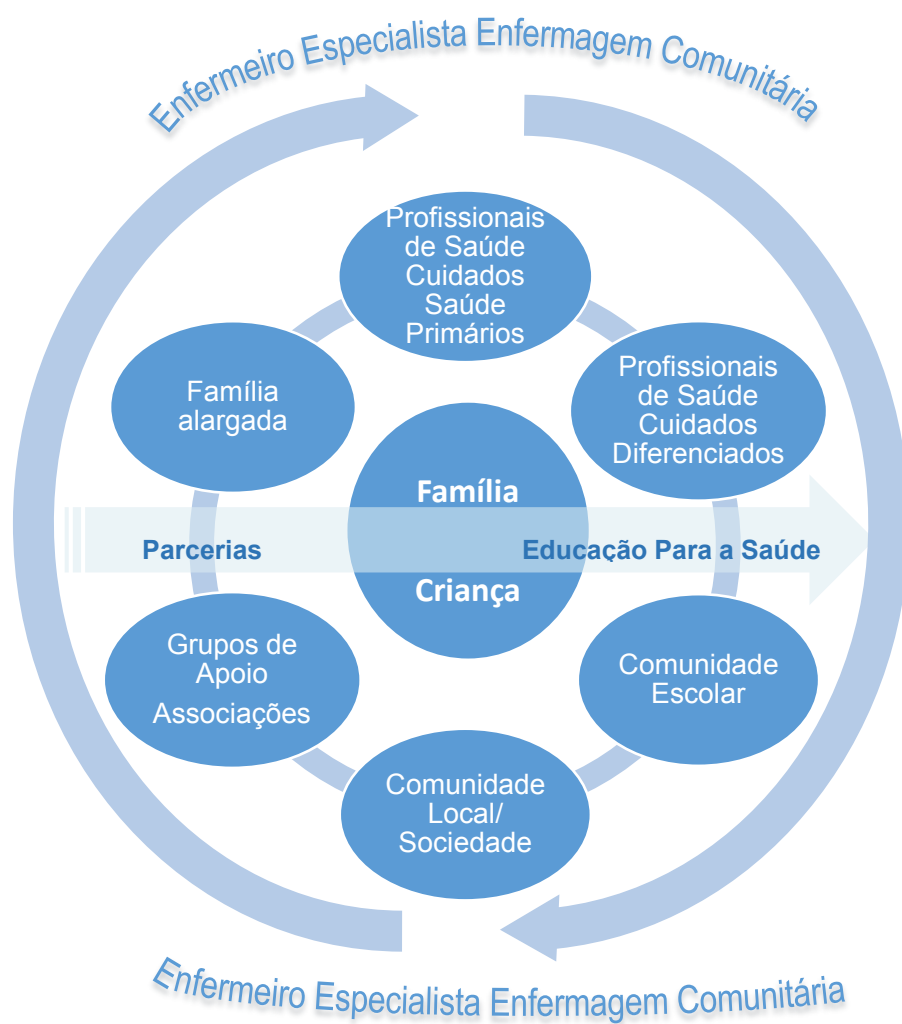 Enfermeiro Especialista Enfermagem Comunitária
Profissionais
de Saúde
Cuidados
Saúde
Primários
Profissionais
de Saúde
Cuidados
Diferenciados
Família
alargada
Família
Parcerias
Educação Para a Saúde
Criança
Grupos de
Apoio
Associações
Comunidade
Escolar
Comunidade
Local/
Sociedade
Enfermeiro Especialista Enfermagem Comunitária